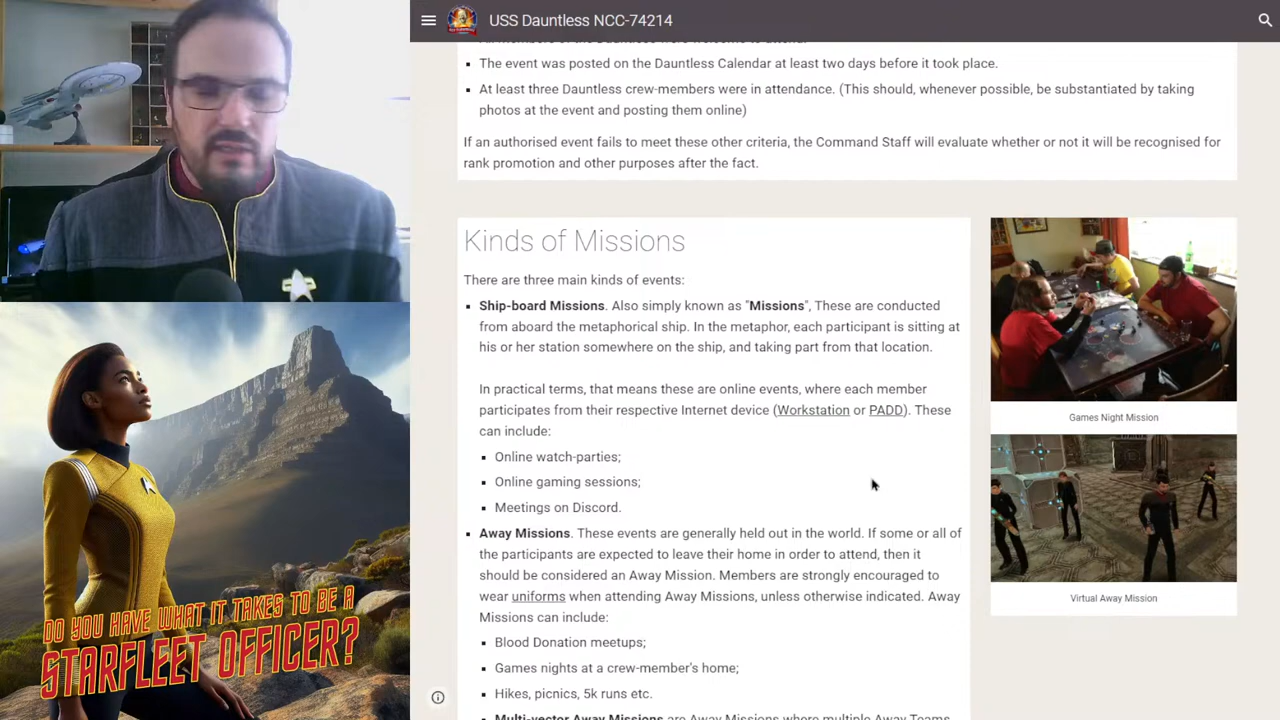 USS Dauntless NCC-74214
▪ The event was posted on the Dauntless Calendar at least two days before it took place.
▪ At least three Dauntless crew-members were in attendance. (This should, whenever possible, be substantiated by taking
photos at the event and posting them online)
If an authorised event fails to meet these other criteria, the Command Staff will evaluate whether or not it will be recognised for
rank promotion and other purposes after the fact.
Kinds of Missions
There are three main kinds of events:
▪ Ship-board Missions. Also simply known as "Missions", These are conducted
from aboard the metaphorical ship. In the metaphor, each participant is sitting at
his or her station somewhere on the ship, and taking part from that location.
In practical terms, that means these are online events, where each member
participates from their respective Internet device (Workstation or PADD). These
can include:
▪ Online watch-parties;
▪ Online gaming sessions;
▪ Meetings on Discord.
▪ Away Missions. These events are generally held out in the world. If some or all of
the participants are expected to leave their home in order to attend, then it
should be considered an Away Mission. Members are strongly encouraged to
wear uniforms when attending Away Missions, unless otherwise indicated. Away
Missions can include:
▪ Blood Donation meetups;
▪ Games nights at a crew-member's home;
▪ Hikes, picnics, 5k runs etc.
▪ Multi-vector Away Missions are Away Missions where multiple Away Teams
Games Night Mission
Virtual Away Mission
DO YOU HAVE WHAT IT TAKES TO BE A
STARFLEET OFFICER?